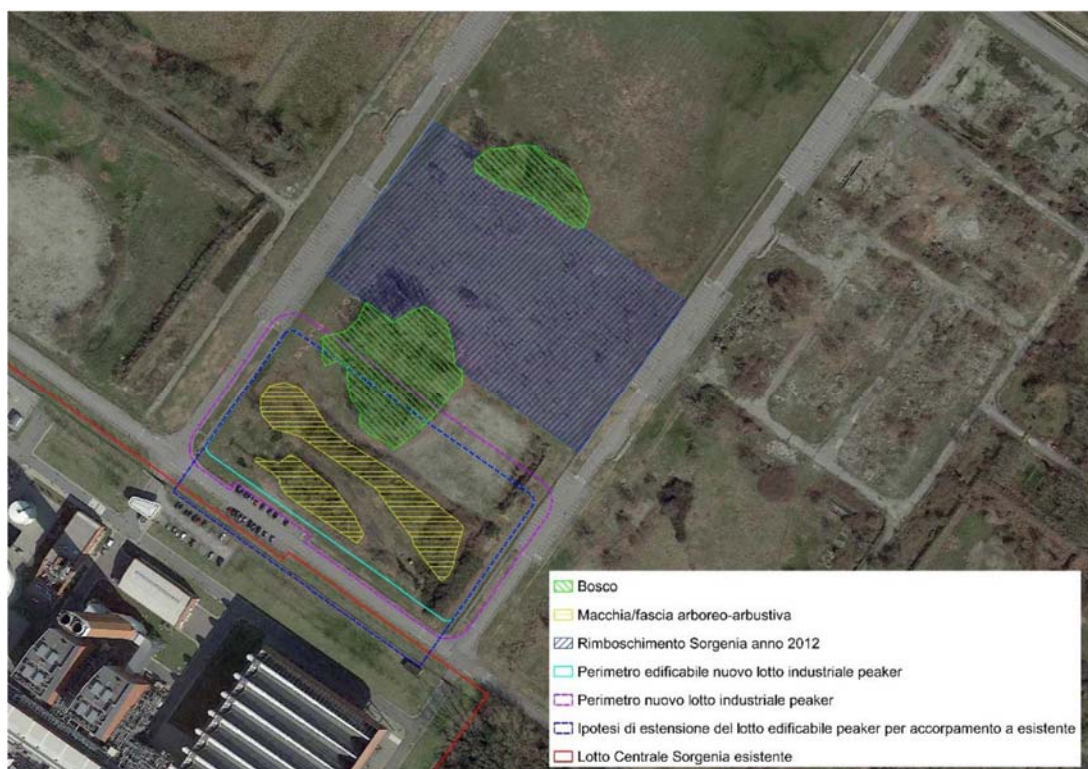 Bosco
Macchia/fascia arboreo-arbustiva
Rimboschimento Sorgenia anno 2012
Perimetro edificabile nuovo lotto industriale peaker
Perimetro nuovo lotto industriale peaker
Ipotesi di estensione del lotto edificabile peaker per accorpamento a esistente
Lotto Centrale Sorgenia esistente